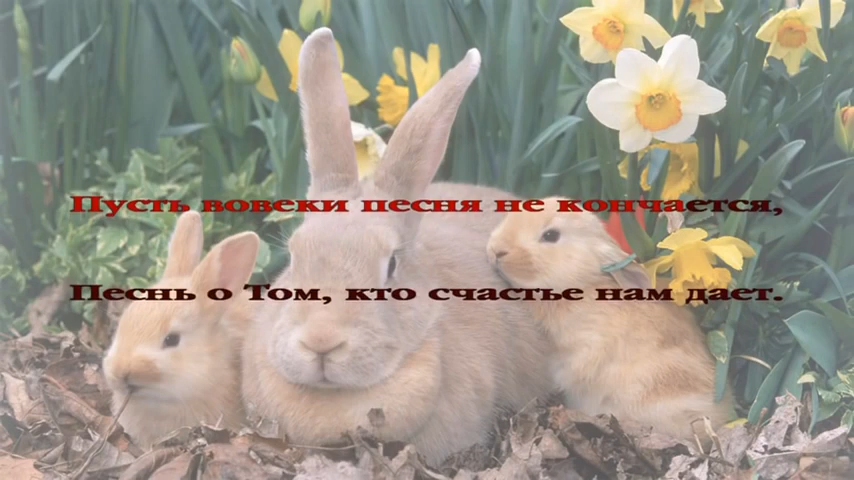 Пусть вовеки песня не кончается,
Песнь о Том, кто счастье нам дает.